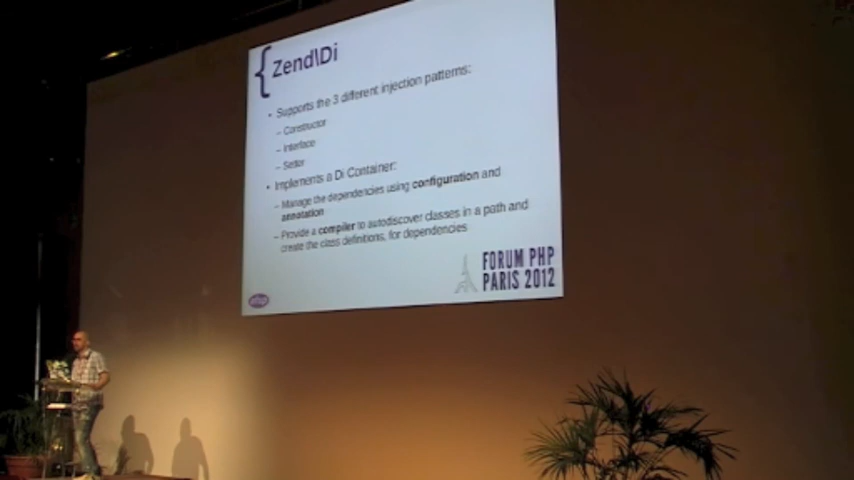 { Zend\Di
• Supports the 3 different injection patterns:
– Constructor
– Interface
– Setter
• Implements a Di Container:
– Manage the dependencies using configuration and
annotation
– Provide a compiler to autodiscover classes in a path and
create the class definitions, for dependencies
FORUM PHP
PARIS 2012